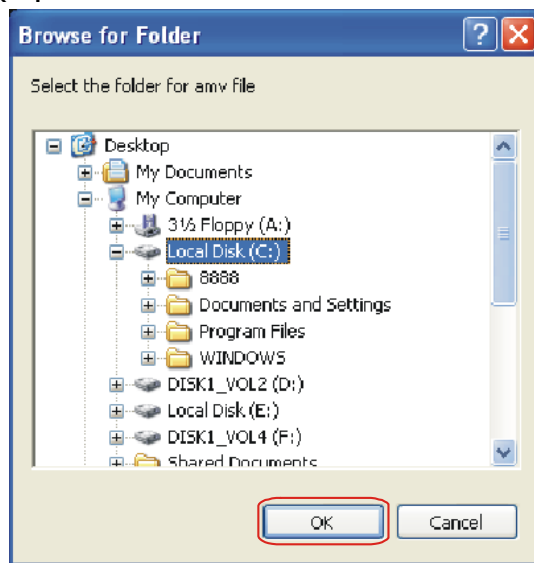 Browse for Folder
Select the folder for amv file
Desktop
My Documents
My Computer
3½ Floppy (A:)
Local Disk (C:)
8888
Documents and Settings
Program Files
WINDOWS
DISK1_VOL2 (D:)
Local Disk (E:)
DISK1_VOL4 (F:)
Shared Documents
OK Cancel